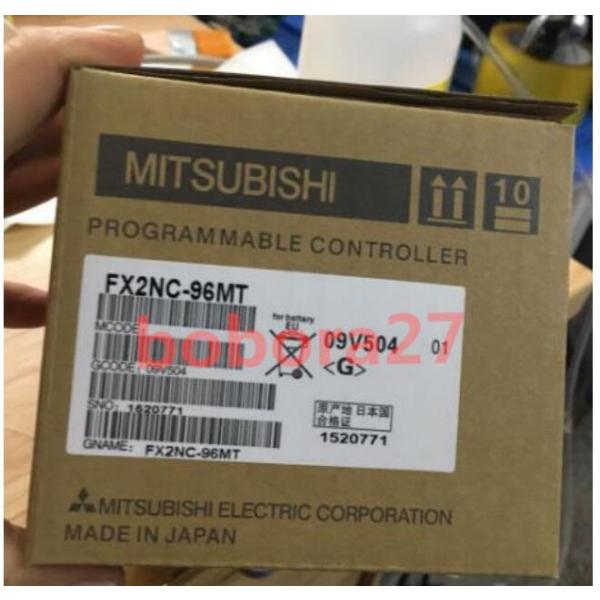 MITSUBISHI
10
PROGRAMMABLE CONTROLLER
FX2NC-96MT
MCODE
for battery
EU
09V504 01
<G>
GCODE: 09V504
SNO: 1520771
原产地 日本国
合格证
1520771
GNAME: FX2NC-96MT
bobora27
MITSUBISHI ELECTRIC CORPORATION
MADE IN JAPAN